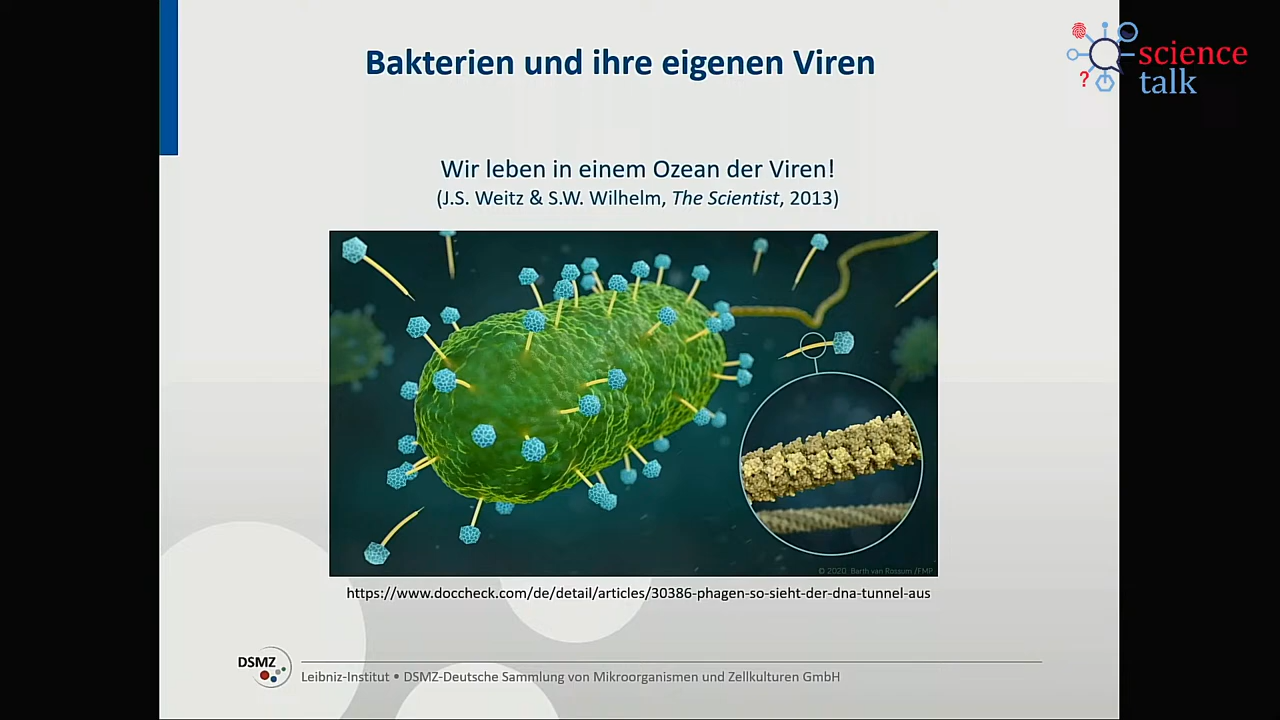 Bakterien und ihre eigenen Viren
science
talk
?
Wir leben in einem Ozean der Viren!
(J.S. Weitz & S.W. Wilhelm, The Scientist, 2013)
© 2020, Barth van Rossum /FMP.
https://www.doccheck.com/de/detail/articles/30386-phagen-so-sieht-der-dna-tunnel-aus
DSMZ
Leibniz-Institut • DSMZ-Deutsche Sammlung von Mikroorganismen und Zellkulturen GmbH